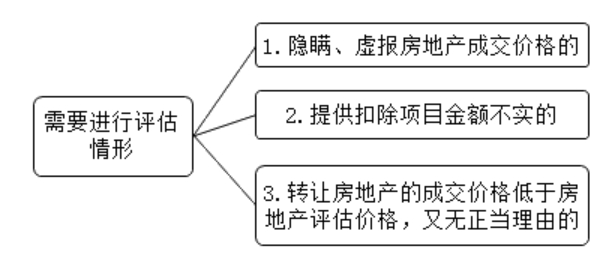 需要进行评估
情形
1.隐瞒、虚报房地产成交价格的
2.提供扣除项目金额不实的
3.转让房地产的成交价格低于房
地产评估价格，又无正当理由的